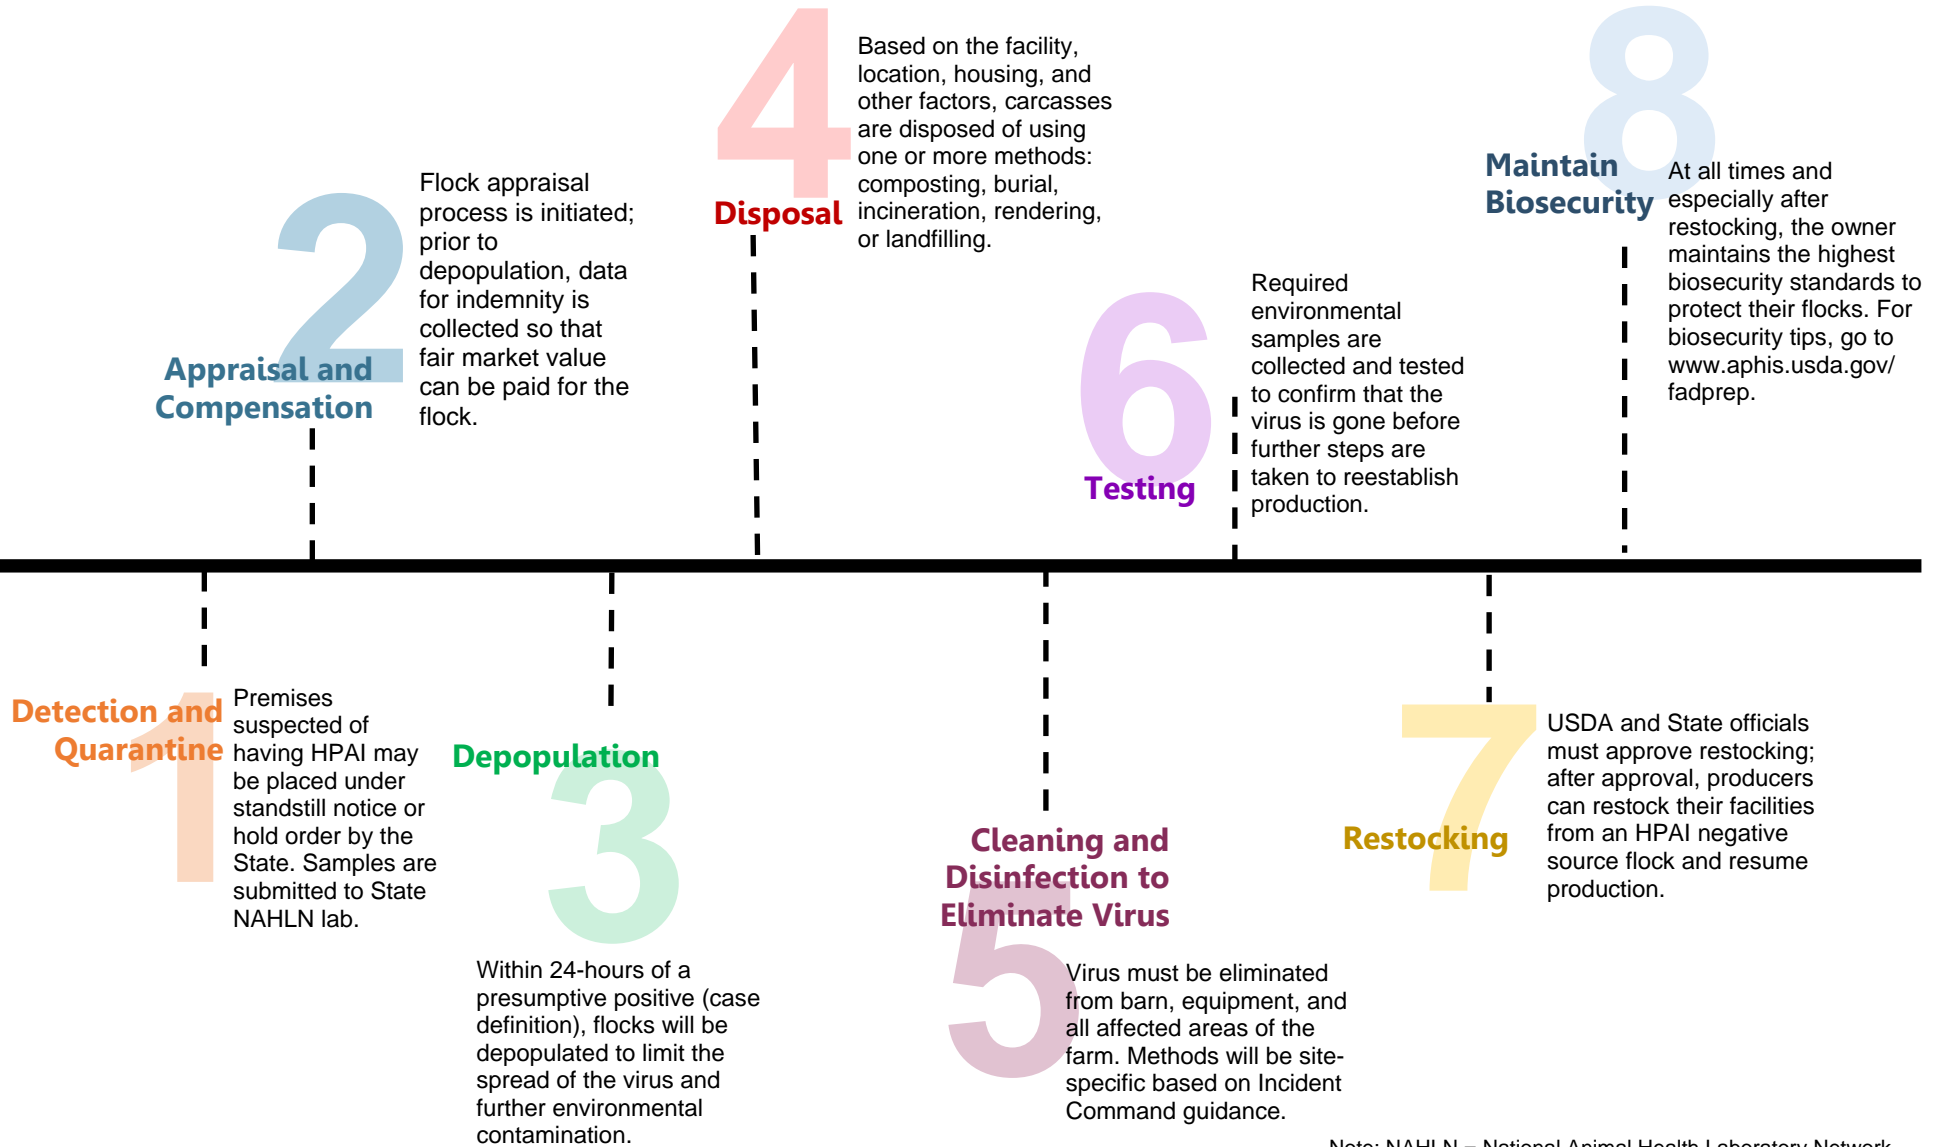 1
Detection and
Quarantine
Premises
suspected of
having HPAI may
be placed under
standstill notice or
hold order by the
State. Samples are
submitted to State
NAHLN lab.
2
Appraisal and
Compensation
Flock appraisal
process is initiated;
prior to
depopulation, data
for indemnity is
collected so that
fair market value
can be paid for the
flock.
3
Depopulation
Within 24-hours of a
presumptive positive (case
definition), flocks will be
depopulated to limit the
spread of the virus and
further environmental
contamination.
4
Disposal
Based on the facility,
location, housing, and
other factors, carcasses
are disposed of using
one or more methods:
composting, burial,
incineration, rendering,
or landfilling.
5
Cleaning and
Disinfection to
Eliminate Virus
Virus must be eliminated
from barn, equipment, and
all affected areas of the
farm. Methods will be site-
specific based on Incident
Command guidance.
6
Testing
Required
environmental
samples are
collected and tested
to confirm that the
virus is gone before
further steps are
taken to reestablish
production.
7
Restocking
USDA and State officials
must approve restocking;
after approval, producers
can restock their facilities
from an HPAI negative
source flock and resume
production.
8
Maintain
Biosecurity
At all times and
especially after
restocking, the owner
maintains the highest
biosecurity standards to
protect their flocks. For
biosecurity tips, go to
www.aphis.usda.gov/
fadprep.
Note: NAHLN = National Animal Health Laboratory Network